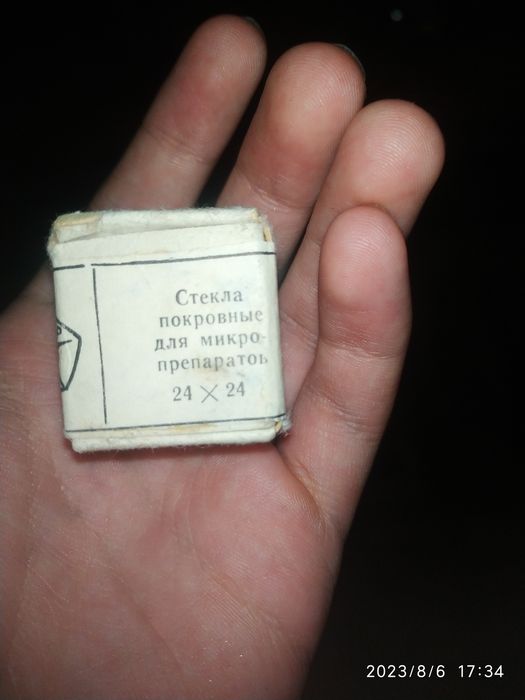 Стекла
покровные
для микро-
препаратов
24 × 24
2023/8/6 17:34